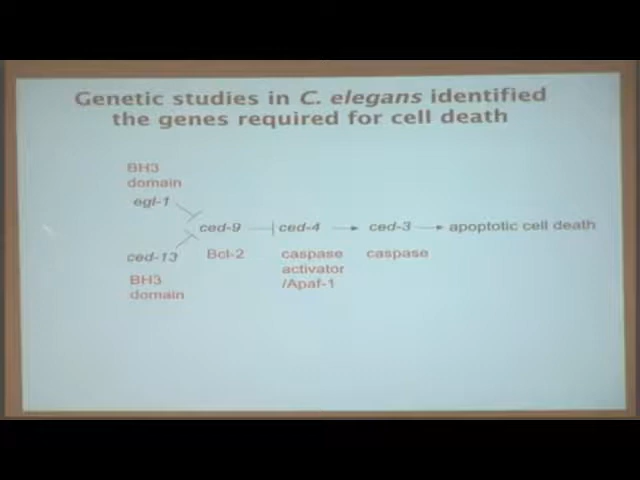 Genetic studies in C. elegans identified
the genes required for cell death
BH3
domain
egl-1
ced-9
ced-4
ced-3
apoptotic cell death
ced-13
Bcl-2
caspase
activator
/Apaf-1
caspase
BH3
domain